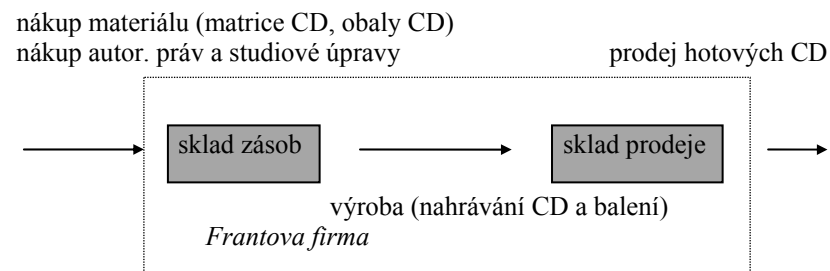 nákup materiálu (matrice CD, obaly CD)
nákup autor. práv a studiové úpravy
prodej hotových CD
sklad zásob
sklad prodeje
výroba (nahrávání CD a balení)
Frantova firma